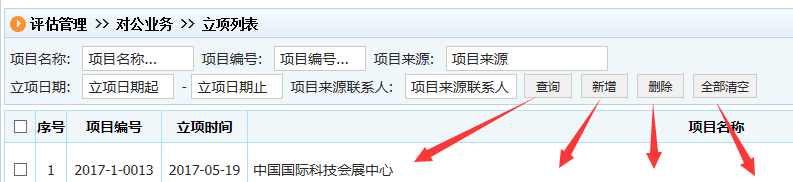 评估管理 >> 对公业务 >> 立项列表
项目名称: 项目名称... 项目编号: 项目编号... 项目来源: 项目来源
立项日期: 立项日期起 - 立项日期止 项目来源联系人: 项目来源联系人 查询 新增 删除 全部清空
序号 项目编号 立项时间 项目名称
1 2017-1-0013 2017-05-19 中国国际科技会展中心